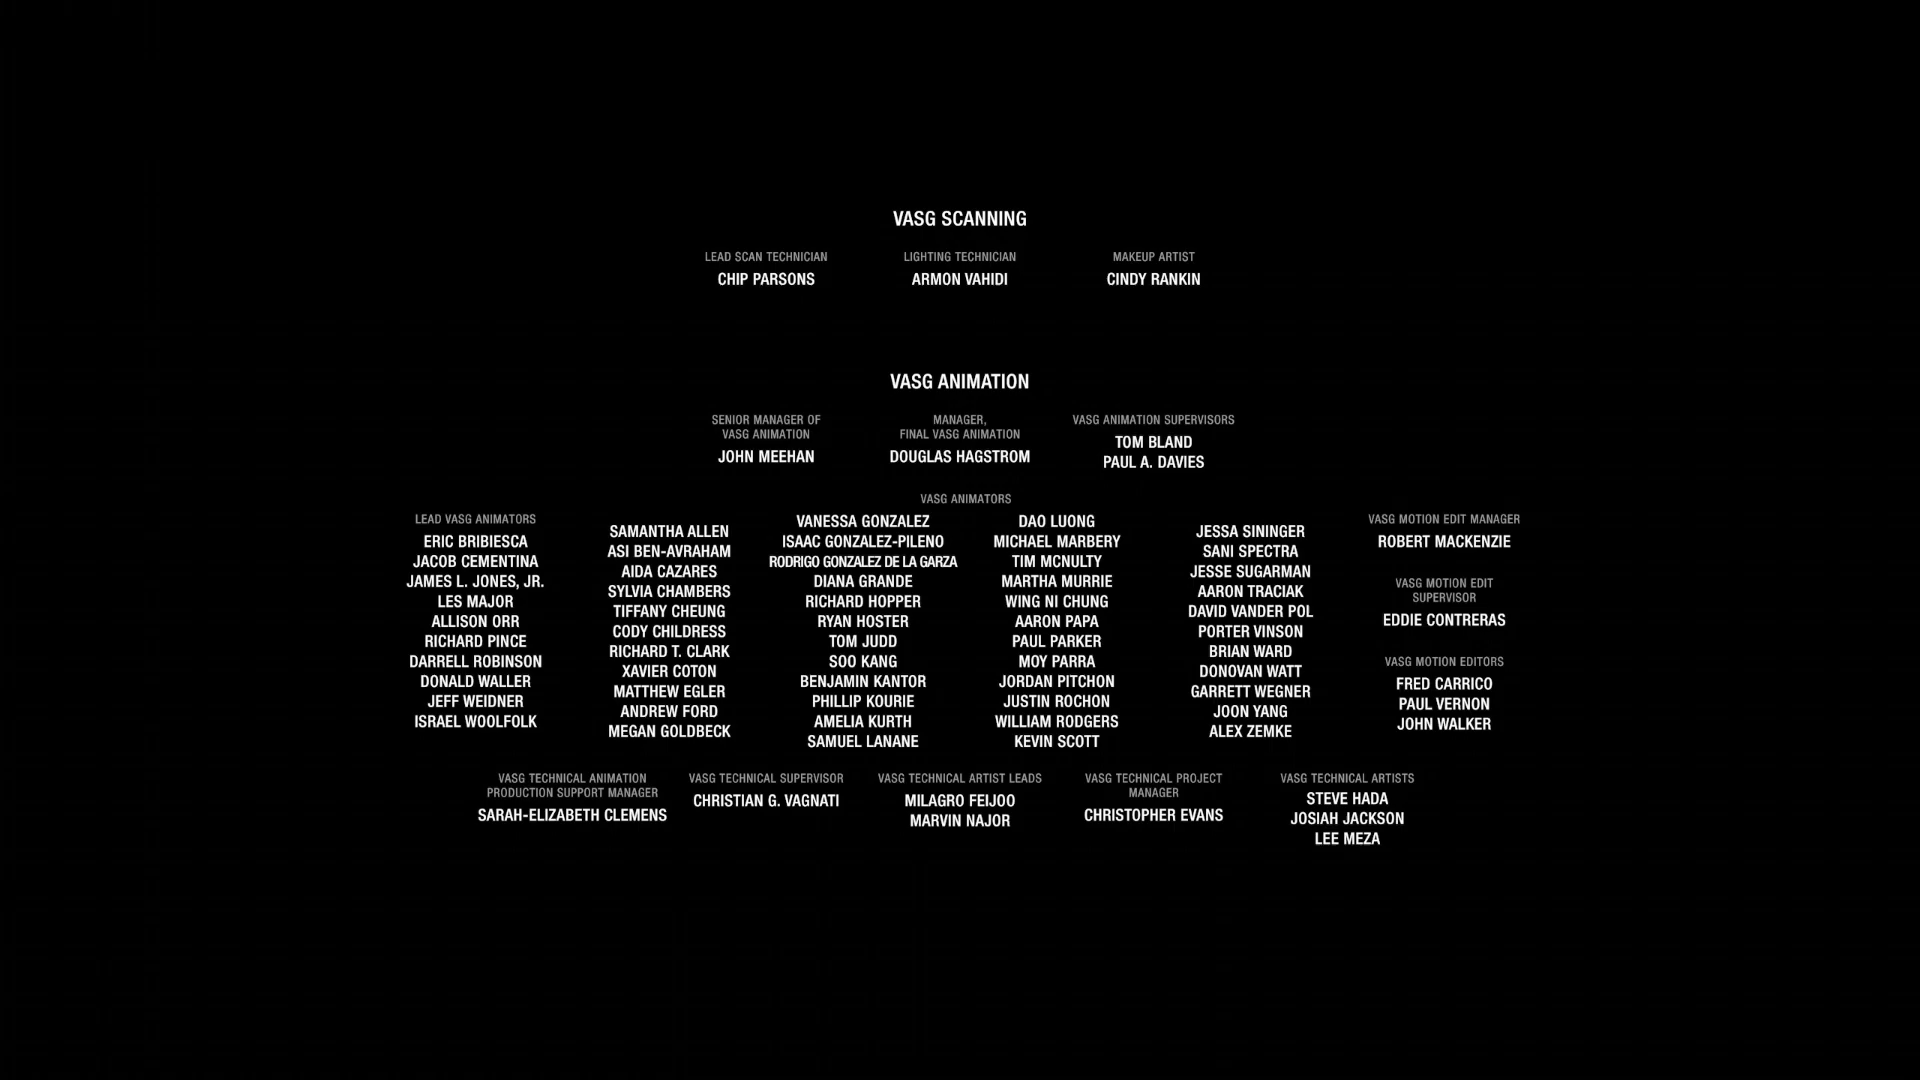 VASG SCANNING
LEAD SCAN TECHNICIAN
CHIP PARSONS
LIGHTING TECHNICIAN
ARMON VAHIDI
MAKEUP ARTIST
CINDY RANKIN
VASG ANIMATION
SENIOR MANAGER OF
VASG ANIMATION
JOHN MEEHAN
MANAGER,
FINAL VASG ANIMATION
DOUGLAS HAGSTROM
VASG ANIMATION SUPERVISORS
TOM BLAND
PAUL A. DAVIES
LEAD VASG ANIMATORS
ERIC BRIBIESCA
JACOB CEMENTINA
JAMES L. JONES, JR.
LES MAJOR
ALLISON ORR
RICHARD PINCE
DARRELL ROBINSON
DONALD WALLER
JEFF WEIDNER
ISRAEL WOOLFOLK
VASG ANIMATORS
SAMANTHA ALLEN
ASI BEN-AVRAHAM
AIDA CAZARES
SYLVIA CHAMBERS
TIFFANY CHEUNG
CODY CHILDRESS
RICHARD T. CLARK
XAVIER COTON
MATTHEW EGLER
ANDREW FORD
MEGAN GOLDBECK
VANESSA GONZALEZ
ISAAC GONZALEZ-PILENO
RODRIGO GONZALEZ DE LA GARZA
DIANA GRANDE
RICHARD HOPPER
RYAN HOSTER
TOM JUDD
SOO KANG
BENJAMIN KANTOR
PHILLIP KOURIE
AMELIA KURTH
SAMUEL LANANE
DAO LUONG
MICHAEL MARBERY
TIM MCNULTY
MARTHA MURRIE
WING NI CHUNG
AARON PAPA
PAUL PARKER
MOY PARRA
JORDAN PITCHON
JUSTIN ROCHON
WILLIAM RODGERS
KEVIN SCOTT
JESSA SININGER
SANI SPECTRA
JESSE SUGARMAN
AARON TRACIAK
DAVID VANDER POL
PORTER VINSON
BRIAN WARD
DONOVAN WATT
GARRETT WEGNER
JOON YANG
ALEX ZEMKE
VASG MOTION EDIT MANAGER
ROBERT MACKENZIE
VASG MOTION EDIT
SUPERVISOR
EDDIE CONTRERAS
VASG MOTION EDITORS
FRED CARRICO
PAUL VERNON
JOHN WALKER
VASG TECHNICAL ANIMATION
PRODUCTION SUPPORT MANAGER
SARAH-ELIZABETH CLEMENS
VASG TECHNICAL SUPERVISOR
CHRISTIAN G. VAGNATI
VASG TECHNICAL ARTIST LEADS
MILAGRO FEIJOO
MARVIN NAJOR
VASG TECHNICAL PROJECT
MANAGER
CHRISTOPHER EVANS
VASG TECHNICAL ARTISTS
STEVE HADA
JOSIAH JACKSON
LEE MEZA